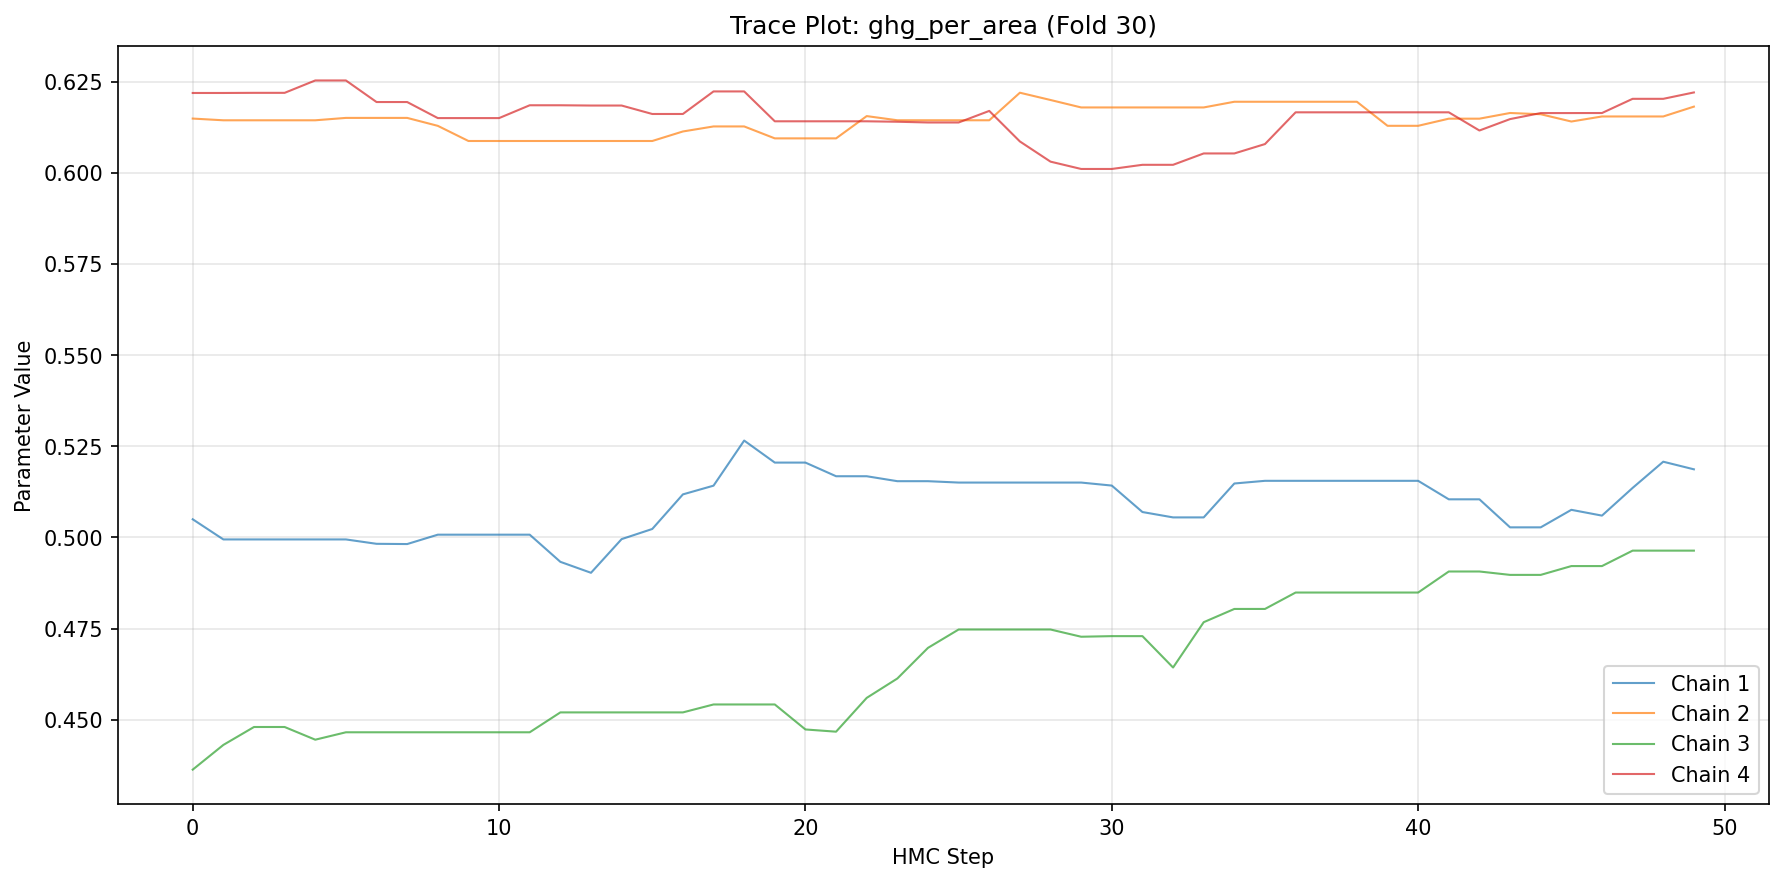 Trace Plot: ghg_per_area (Fold 30)
Parameter Value
0.625
0.600
0.575
0.550
0.525
0.500
0.475
0.450
0 10 20 30 40 50
HMC Step
Chain 1
Chain 2
Chain 3
Chain 4